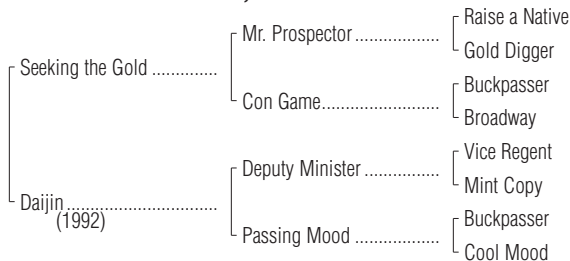 Raise a Native
Mr. Prospector ..................
Gold Digger
Seeking the Gold .............
Buckpasser
Con Game.........................
Broadway
Vice Regent
Deputy Minister ................
Mint Copy
Daijin ..............................
(1992)
Buckpasser
Passing Mood .................
Cool Mood